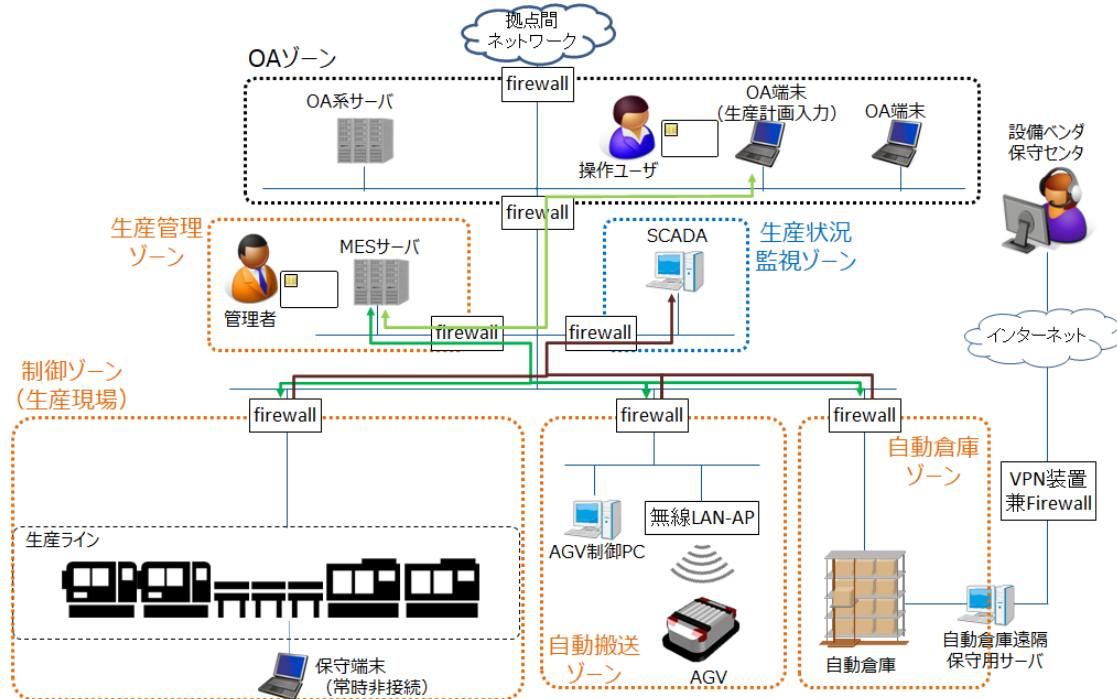 拠点間
ネットワーク
OAゾーン
firewall
OA系サーバ
OA端末
(生産計画入力)
OA端末
操作ユーザ
設備ベンダ
保守センタ
firewall
生産管理
ゾーン
MESサーバ
SCADA
生産状況
監視ゾーン
管理者
firewall
firewall
インターネット
制御ゾーン
(生産現場)
firewall
firewall
firewall
自動倉庫
ゾーン
VPN装置
兼Firewall
生産ライン
AGV制御PC
無線LAN-AP
保守端末
(常時非接続)
自動搬送
ゾーン
AGV
自動倉庫
自動倉庫遠隔
保守用サーバ